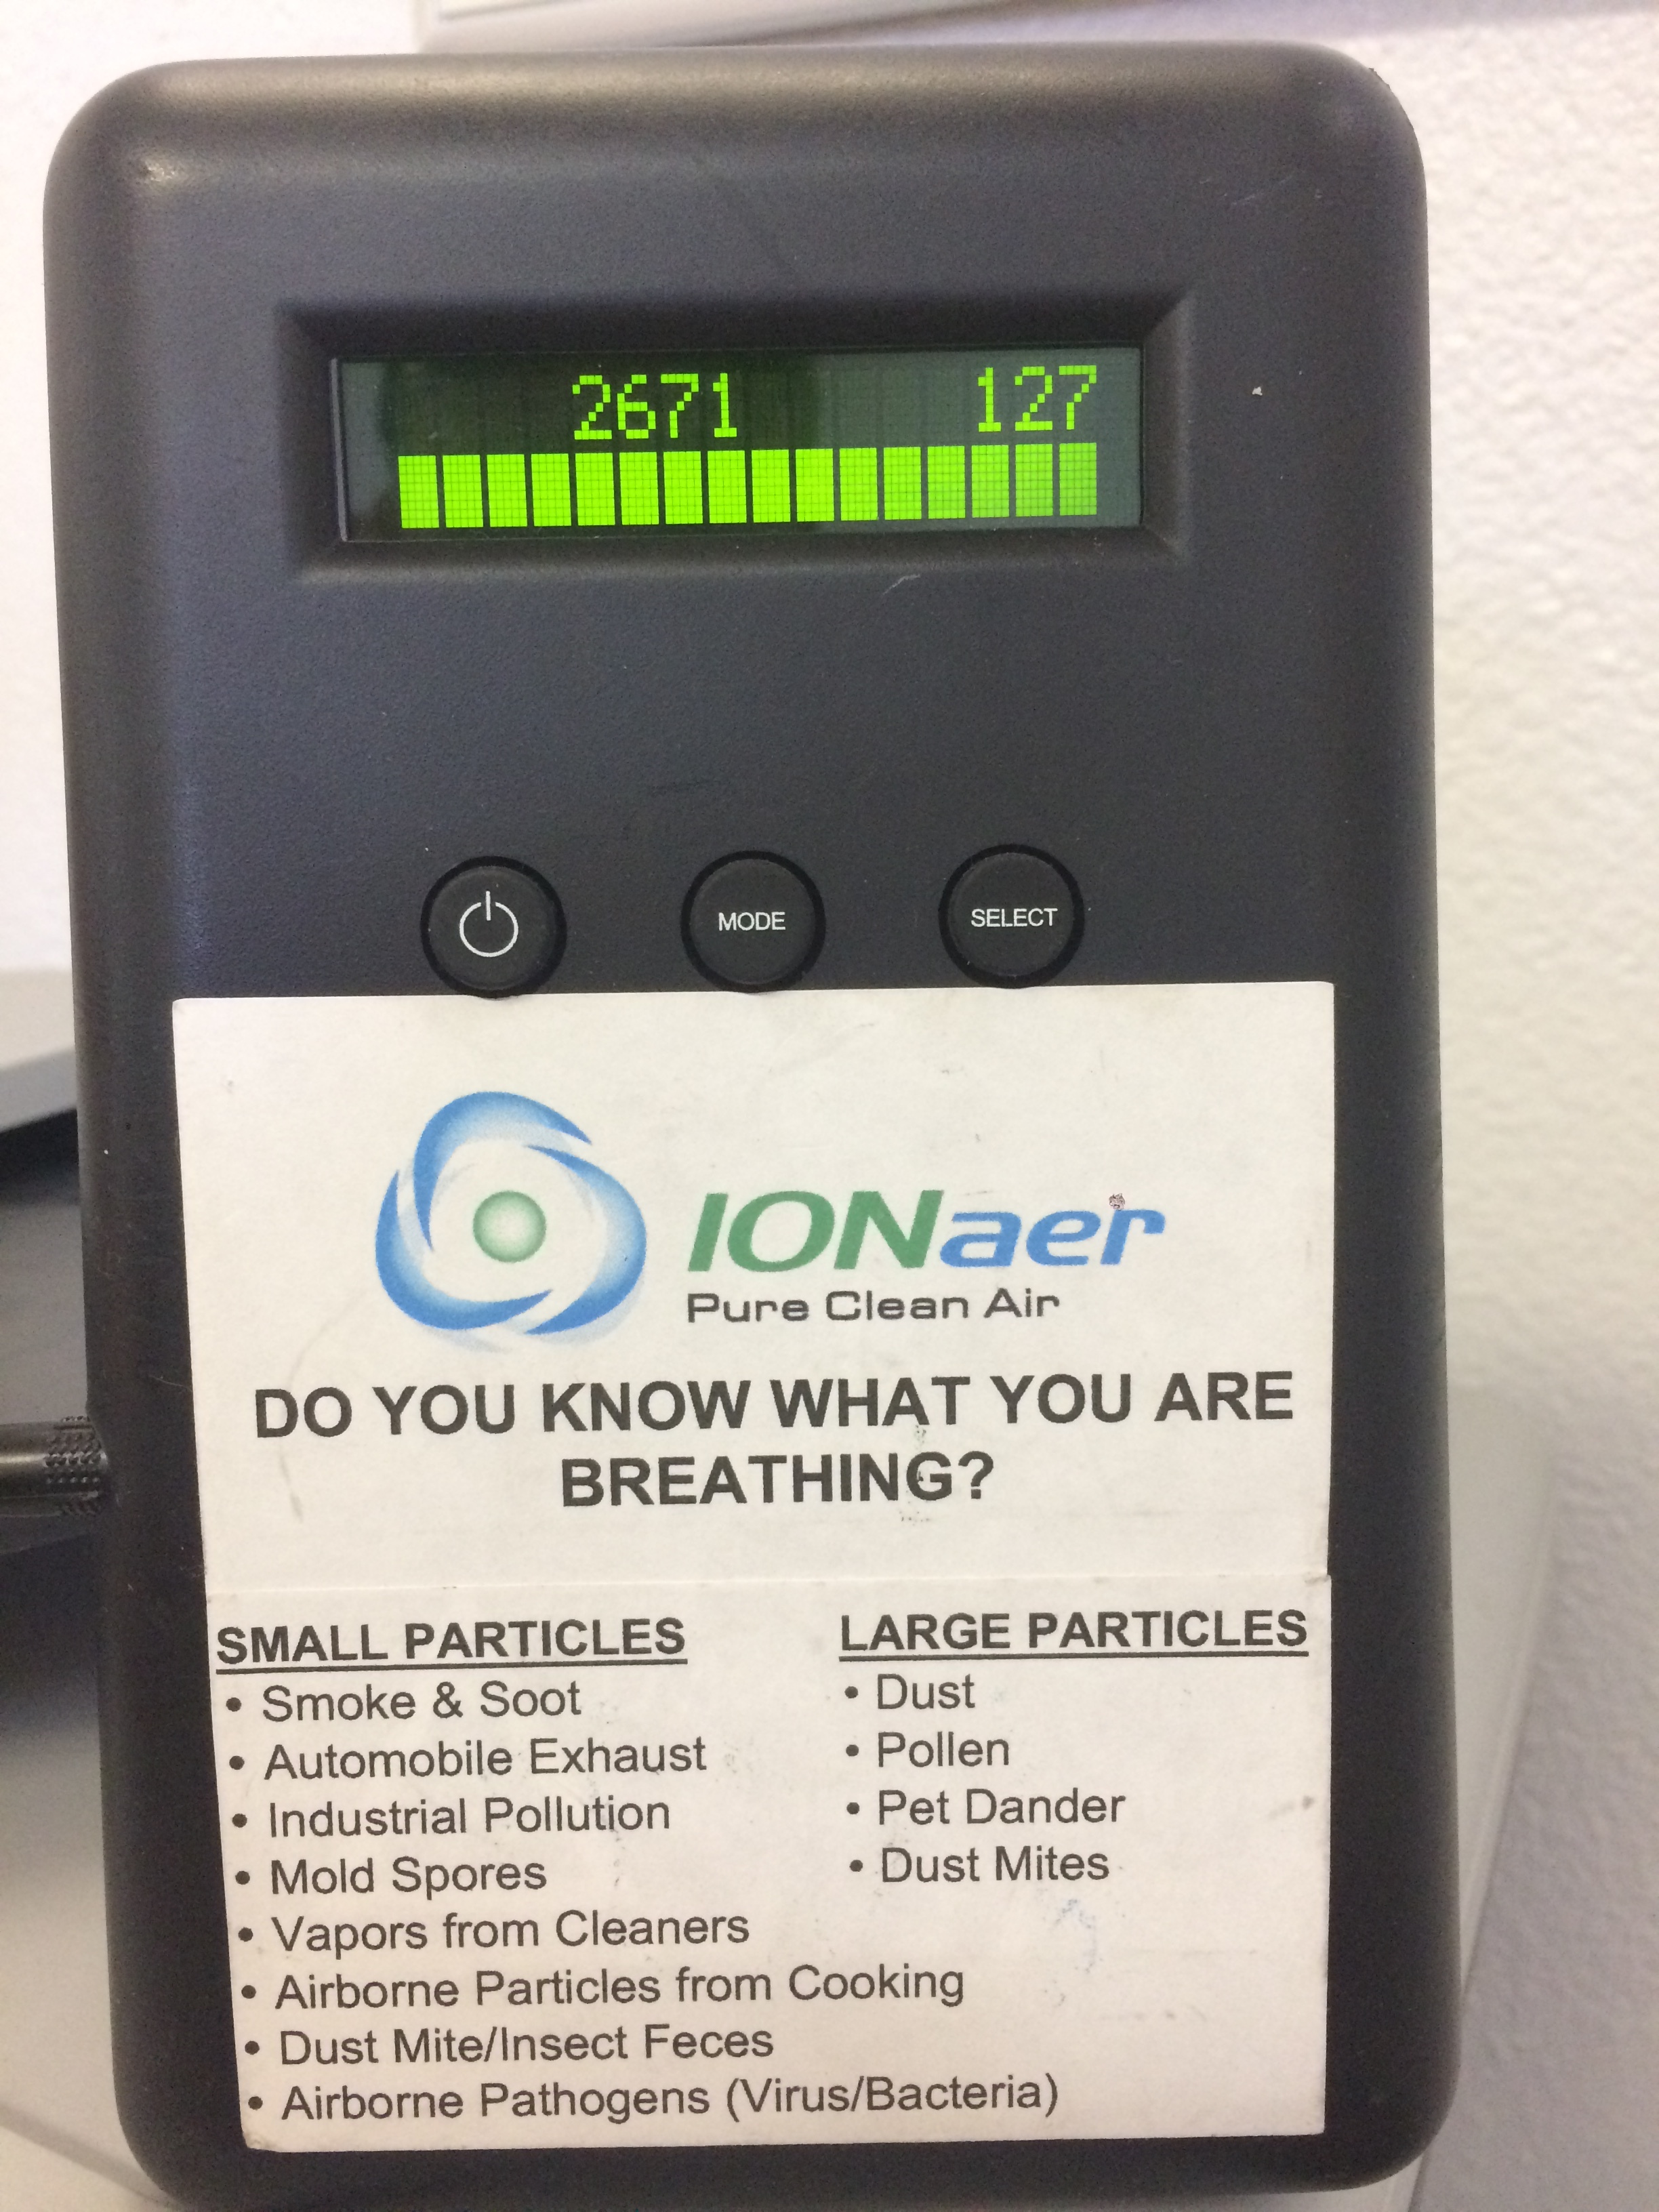 2671 127
MODE SELECT
IONaer
Pure Clean Air
DO YOU KNOW WHAT YOU ARE
BREATHING?
SMALL PARTICLES
• Smoke & Soot
• Automobile Exhaust
• Industrial Pollution
• Mold Spores
• Vapors from Cleaners
• Airborne Particles from Cooking
• Dust Mite/Insect Feces
• Airborne Pathogens (Virus/Bacteria)
LARGE PARTICLES
• Dust
• Pollen
• Pet Dander
• Dust Mites